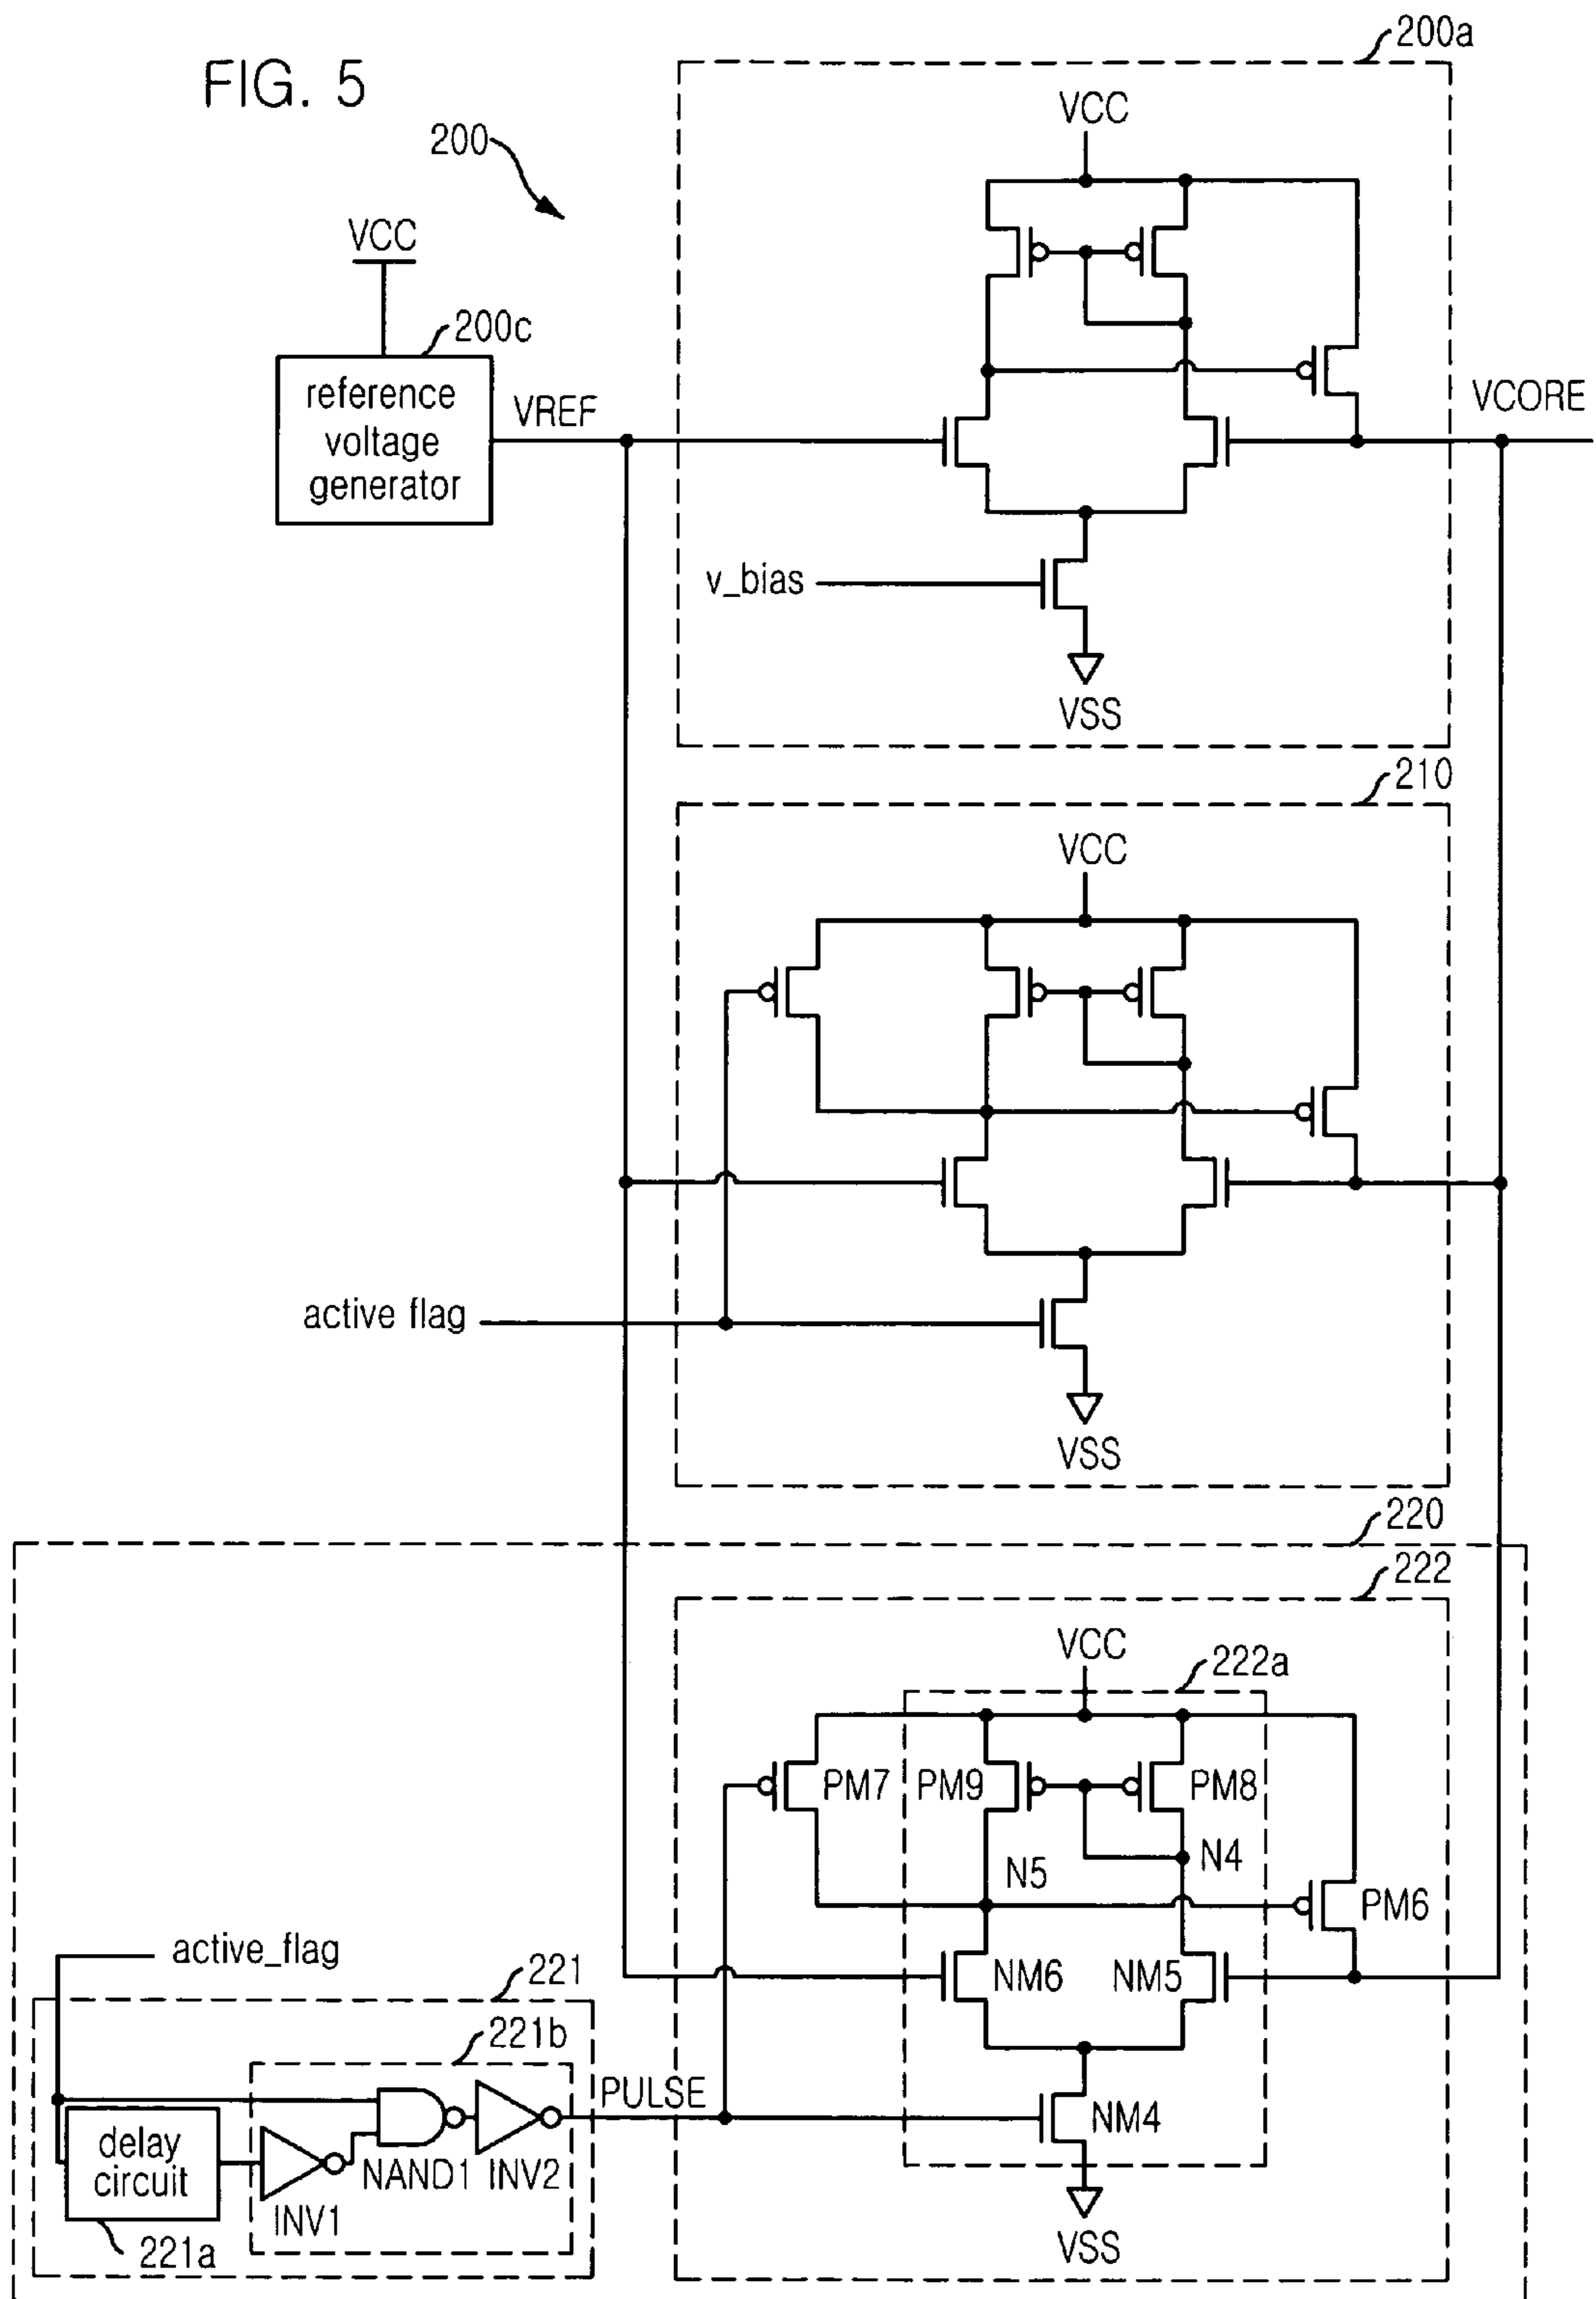 FIG. 5
200
200a
VCC
VCC
200c
reference
voltage
generator
VREF
VCORE
v_bias
VSS
210
VCC
active flag
VSS
220
222
VCC
222a
PM7
PM9
PM8
N5
N4
PM6
active_flag
NM6
NM5
221
221b
PULSE
NM4
delay
circuit
NAND1
INV2
INV1
221a
VSS